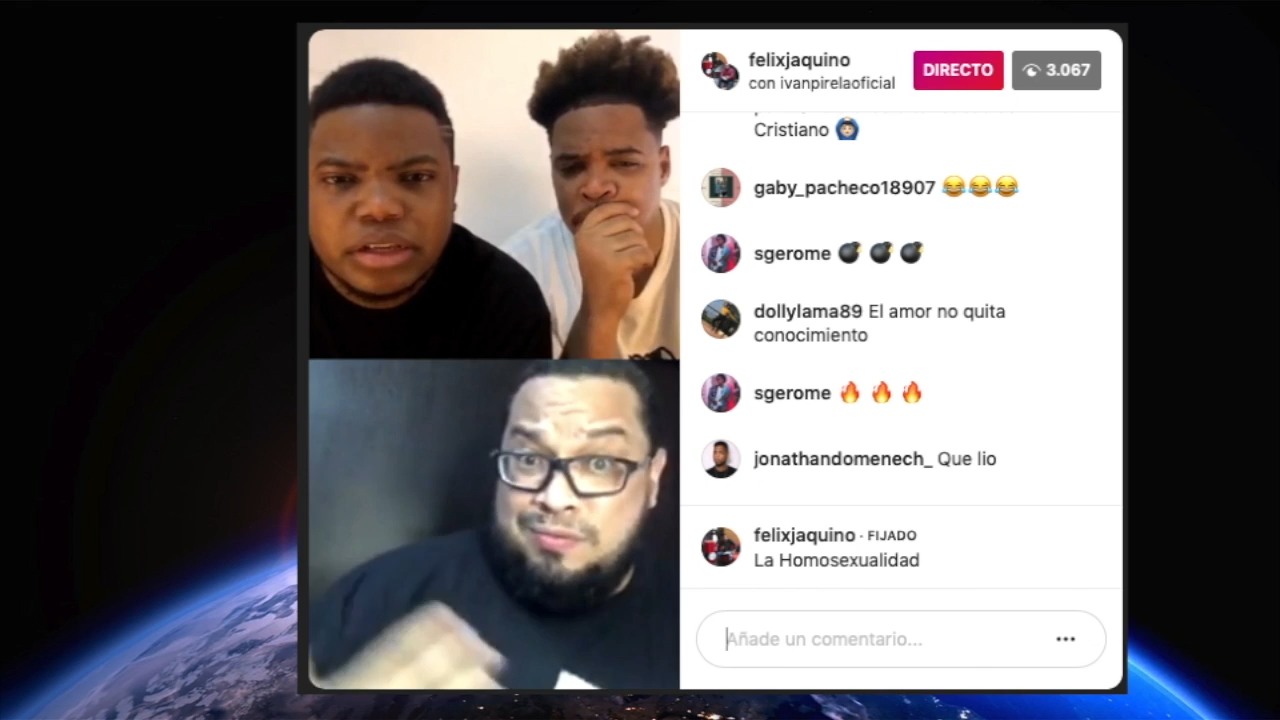 felixjaquino
con ivanpirelaoficial
DIRECTO
3.067
Cristiano
gaby_pacheco18907 😂😂😂
sgerome 💣 💣 💣
dollylama89 El amor no quita
conocimiento
sgerome 🔥 🔥 🔥
jonathandomenech_ Que lio
felixjaquino · FIJADO
La Homosexualidad
Añade un comentario...